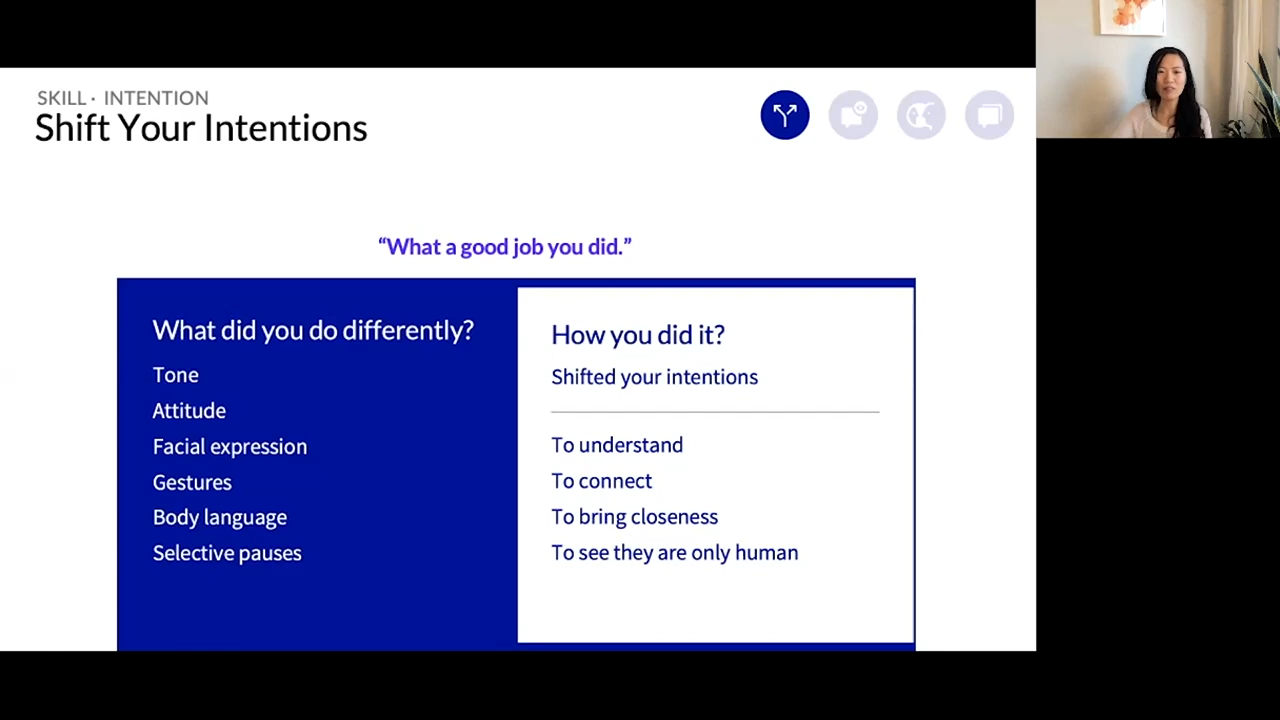 SKILL · INTENTION
Shift Your Intentions
“What a good job you did.”
What did you do differently?
Tone
Attitude
Facial expression
Gestures
Body language
Selective pauses
How you did it?
Shifted your intentions
To understand
To connect
To bring closeness
To see they are only human